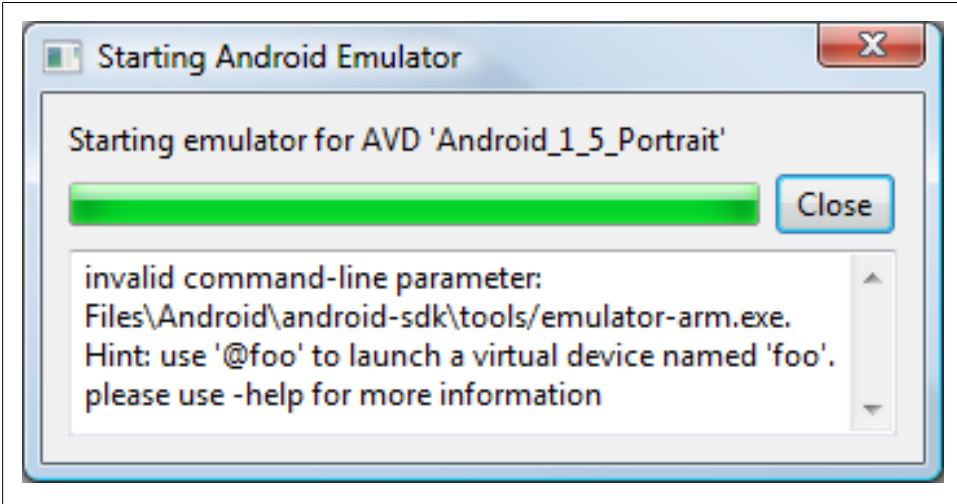 Starting Android Emulator
Starting emulator for AVD 'Android_1_5_Portrait'
Close
invalid command-line parameter:
Files\Android\android-sdk\tools/emulator-arm.exe.
Hint: use '@foo' to launch a virtual device named 'foo'.
please use -help for more information